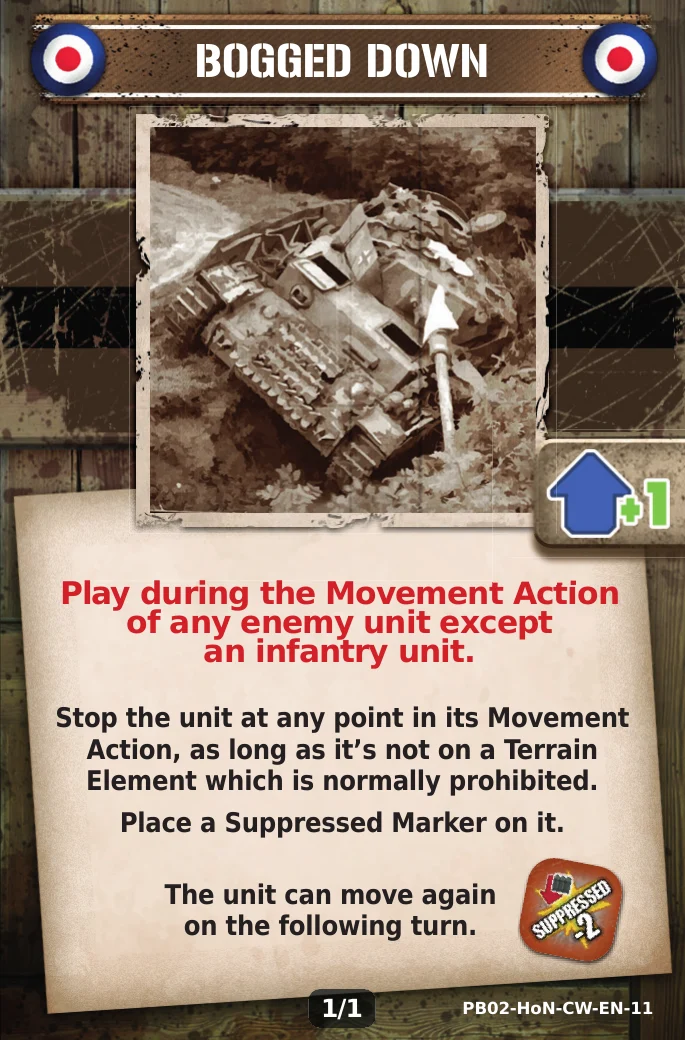 BOGGED DOWN
+1
Play during the Movement Action
of any enemy unit except
an infantry unit.
Stop the unit at any point in its Movement
Action, as long as it’s not on a Terrain
Element which is normally prohibited.
Place a Suppressed Marker on it.
The unit can move again
on the following turn.
SUPPRESSED
-2
1/1
PB02-HoN-CW-EN-11